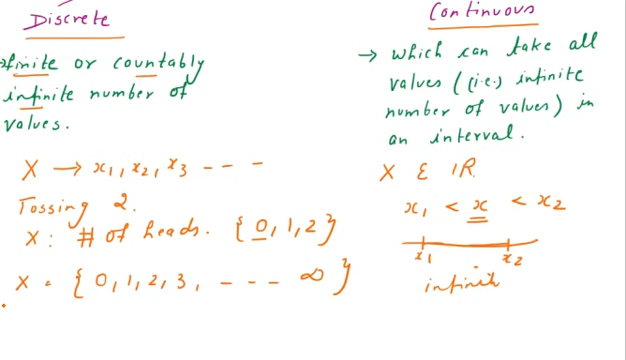 Discrete
→ finite or countably
infinite number of
values.
X → x1, x2, x3 - - -
Tossing 2.
X : # of heads. {0, 1, 2}
X = {0, 1, 2, 3, - - - - ∞}
Continuous
→ which can take all
values ((i.e.) infinite
number of values) in
an interval.
X ε IR.
x1 < x < x2
x1 x2
infinite